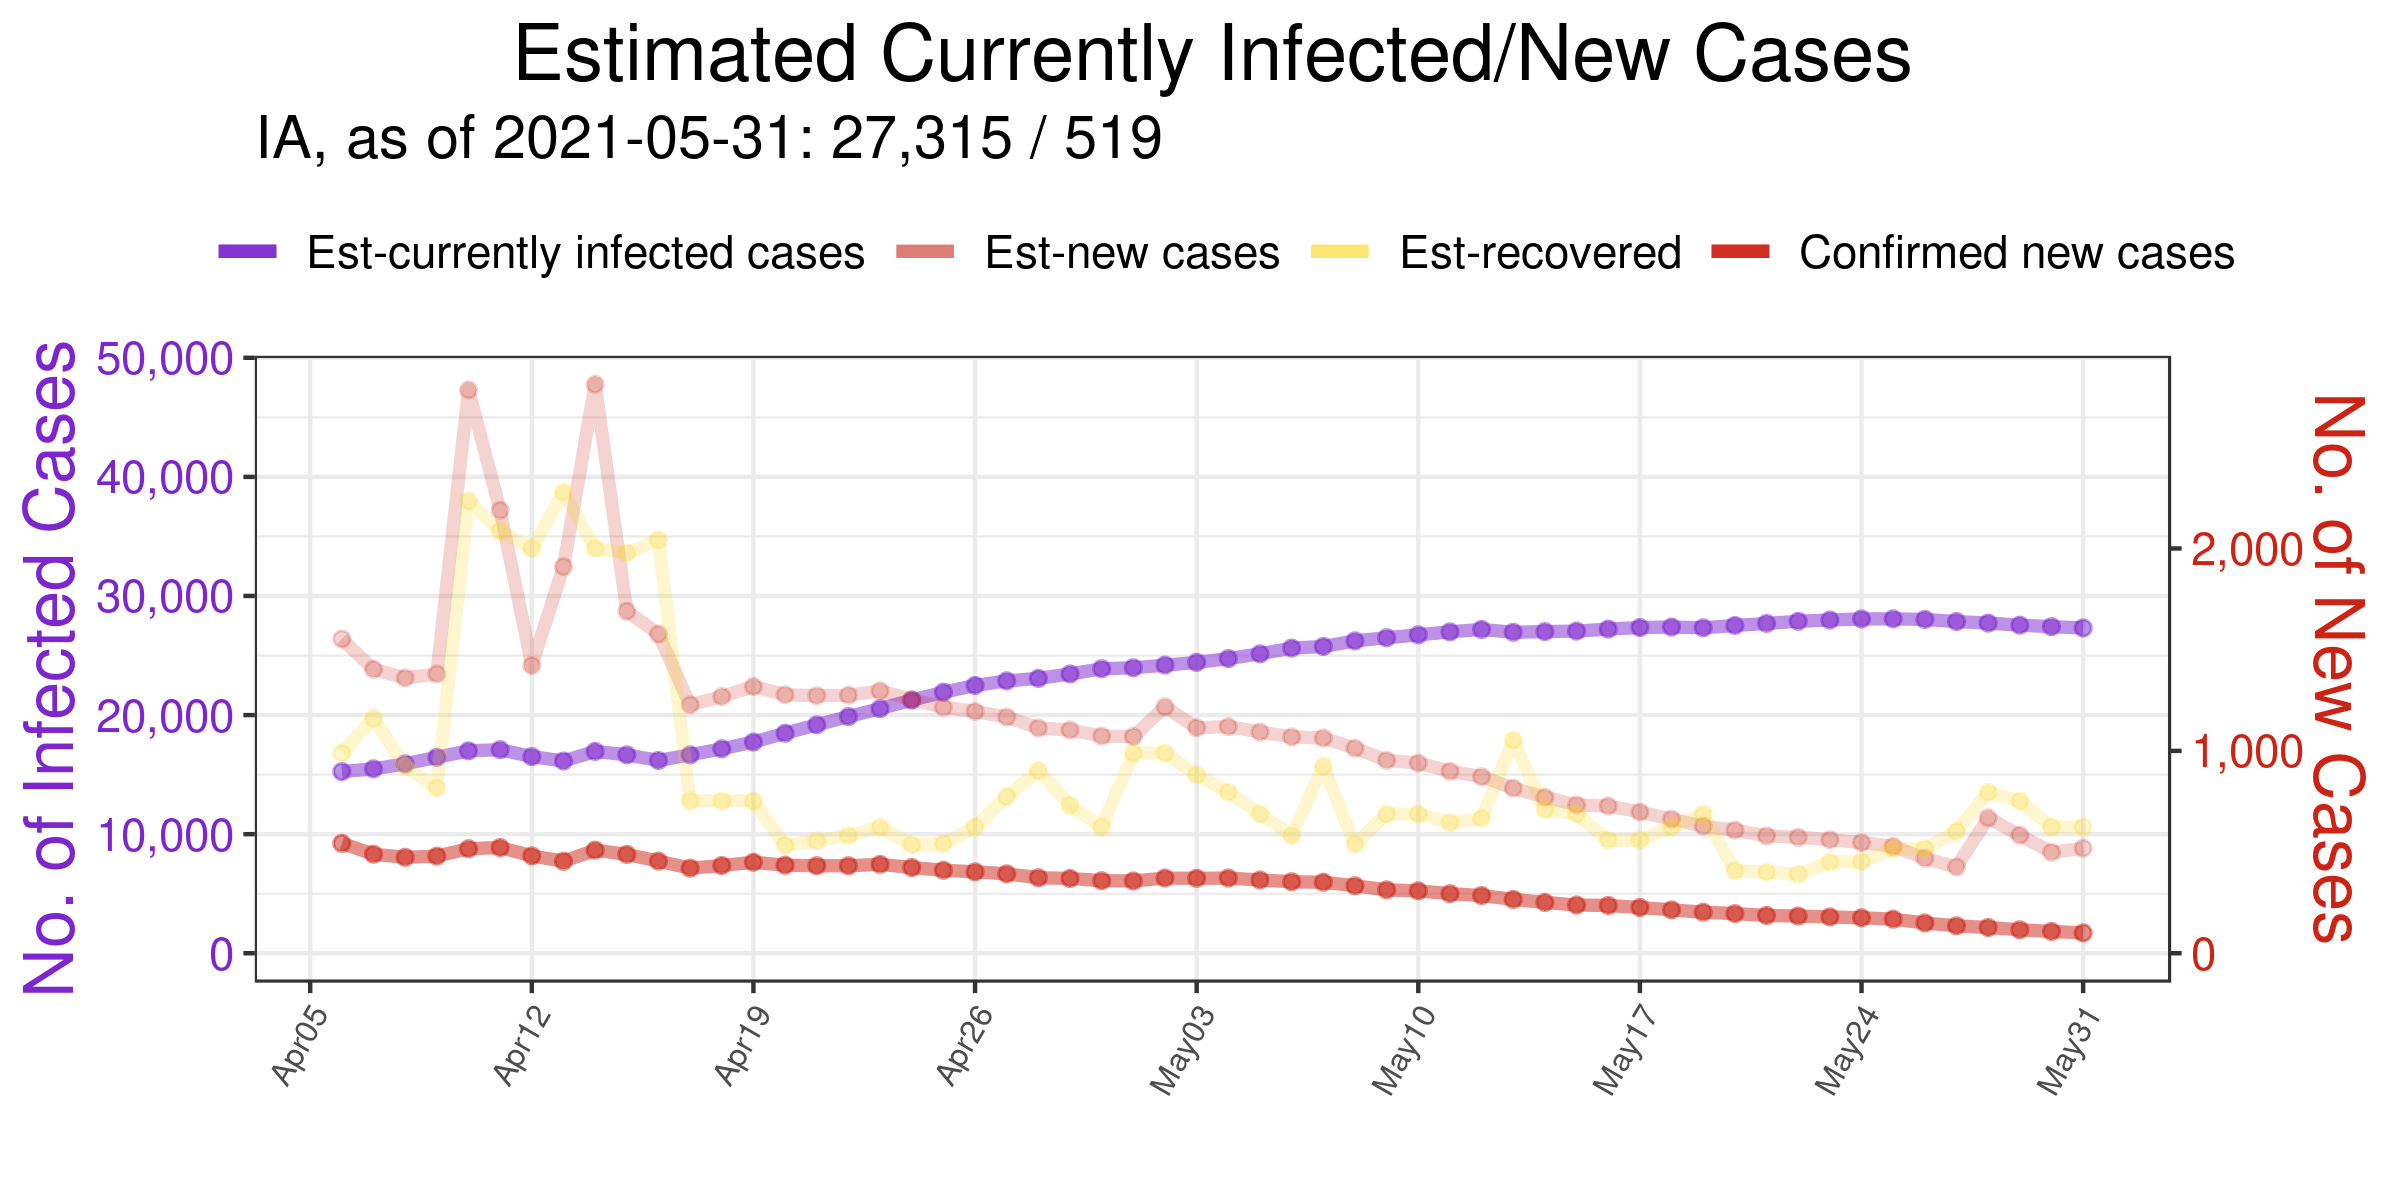 Estimated Currently Infected/New Cases
IA, as of 2021-05-31: 27,315 / 519
Est-currently infected cases Est-new cases Est-recovered Confirmed new cases
No. of Infected Cases
50,000
40,000
30,000
20,000
10,000
0
2,000
1,000
0
No. of New Cases
Apr05 Apr12 Apr19 Apr26 May03 May10 May17 May24 May31